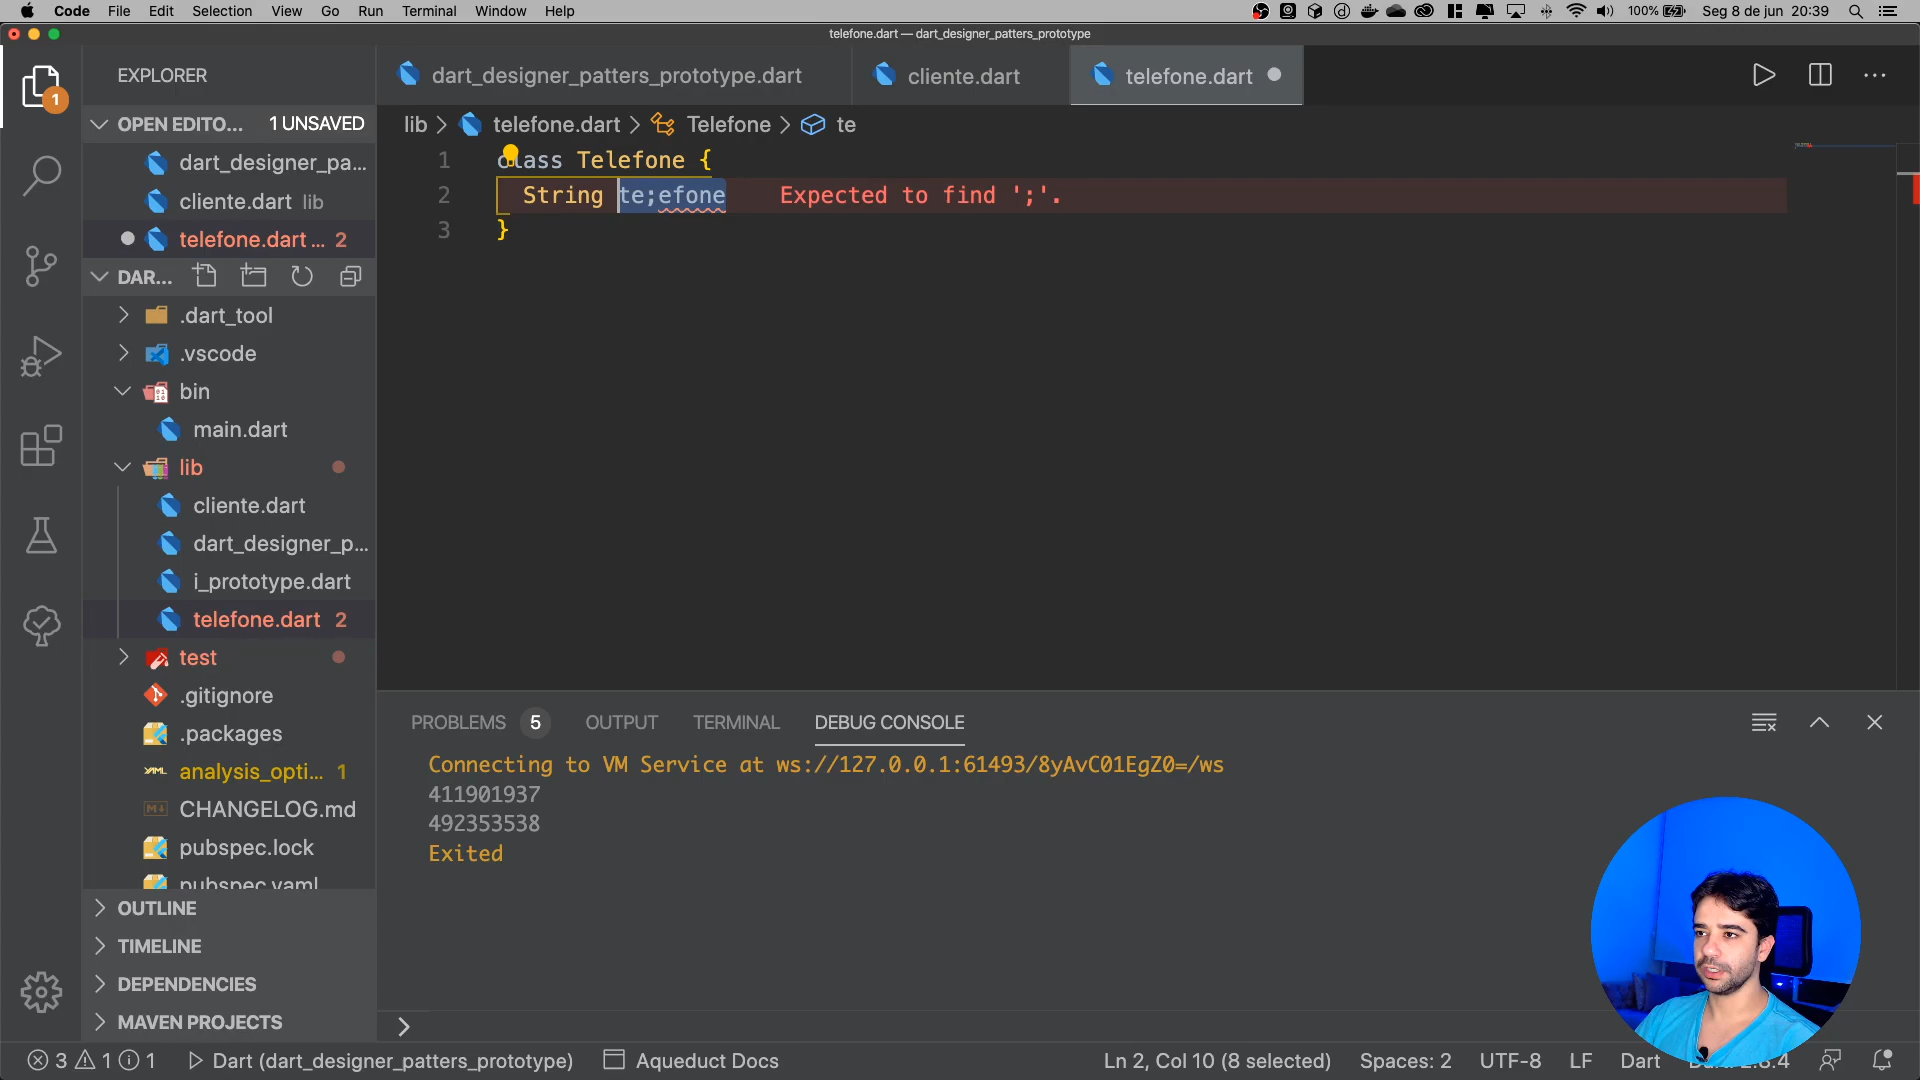 Code File Edit Selection View Go Run Terminal Window Help
100% Seg 8 de jun 20:39
telefone.dart — dart_designer_patters_prototype
EXPLORER
1
OPEN EDITO... 1 UNSAVED
dart_designer_pa...
cliente.dart lib
telefone.dart ... 2
DAR...
.dart_tool
.vscode
bin
main.dart
lib
cliente.dart
dart_designer_p...
i_prototype.dart
telefone.dart 2
test
.gitignore
.packages
analysis_opti... 1
CHANGELOG.md
pubspec.lock
pubspec.yaml
OUTLINE
TIMELINE
DEPENDENCIES
MAVEN PROJECTS
dart_designer_patters_prototype.dart cliente.dart telefone.dart
lib > telefone.dart > Telefone > te
1 class Telefone {
2 String te;efone Expected to find ';'.
3 }
PROBLEMS 5 OUTPUT TERMINAL DEBUG CONSOLE
Connecting to VM Service at ws://127.0.0.1:61493/8yAvC01EgZ0=/ws
411901937
492353538
Exited
3 1 1 Dart (dart_designer_patters_prototype) Aqueduct Docs
Ln 2, Col 10 (8 selected) Spaces: 2 UTF-8 LF Dart